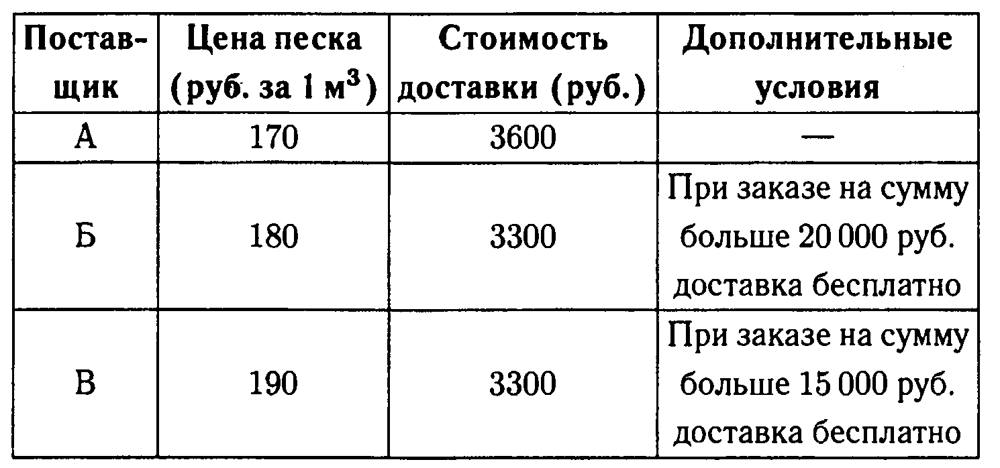 Постав-
щик
Цена песка
(руб. за 1 м³)
Стоимость
доставки (руб.)
Дополнительные
условия
А
170
3600
—
Б
180
3300
При заказе на сумму
больше 20 000 руб.
доставка бесплатно
В
190
3300
При заказе на сумму
больше 15 000 руб.
доставка бесплатно